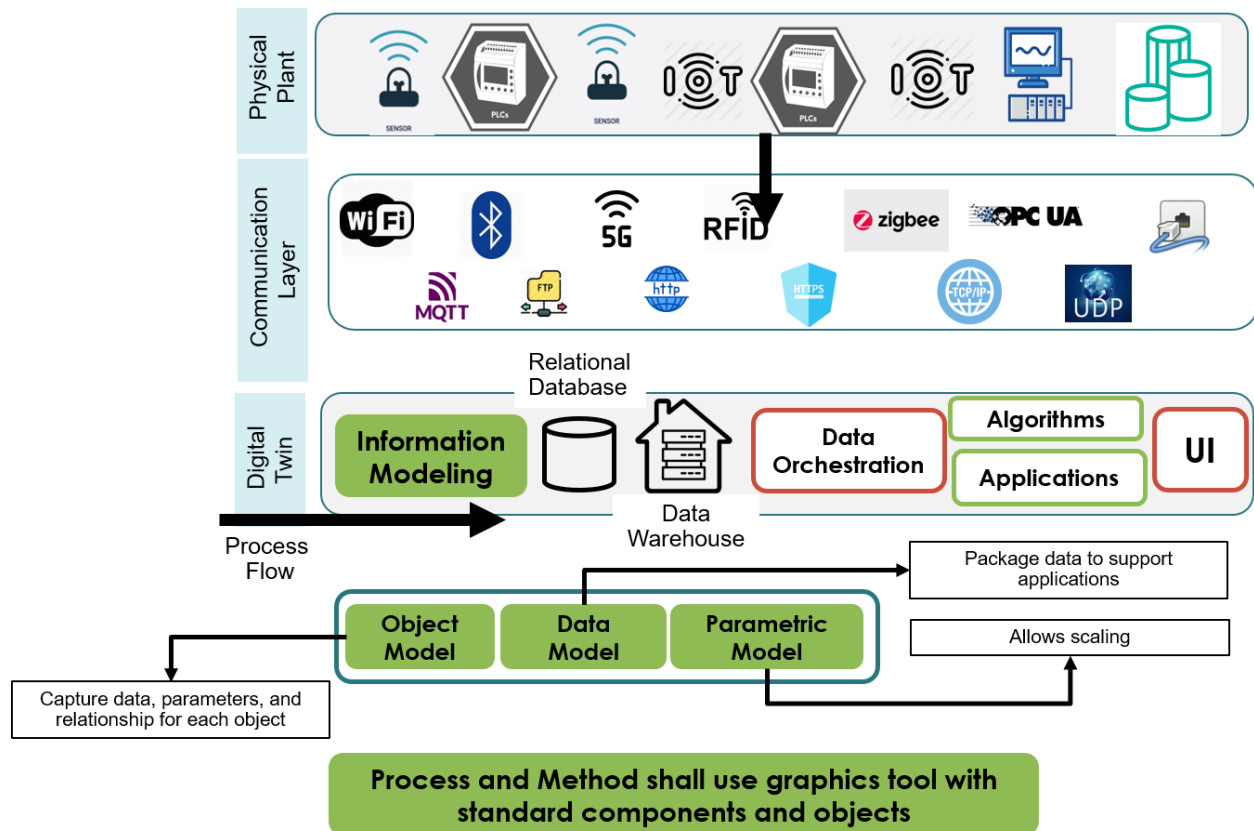 Physical
Plant
SENSOR
PLCs
SENSOR
IOT
PLCs
IOT
Communication
Layer
WiFi
5G
RFID
zigbee
OPC UA
MQTT
FTP
http
HTTPS
TCP/IP
UDP
Relational
Database
Digital
Twin
Information
Modeling
Data
Orchestration
Algorithms
Applications
UI
Data
Warehouse
Process
Flow
Package data to support
applications
Object
Model
Data
Model
Parametric
Model
Allows scaling
Capture data, parameters, and
relationship for each object
Process and Method shall use graphics tool with
standard components and objects